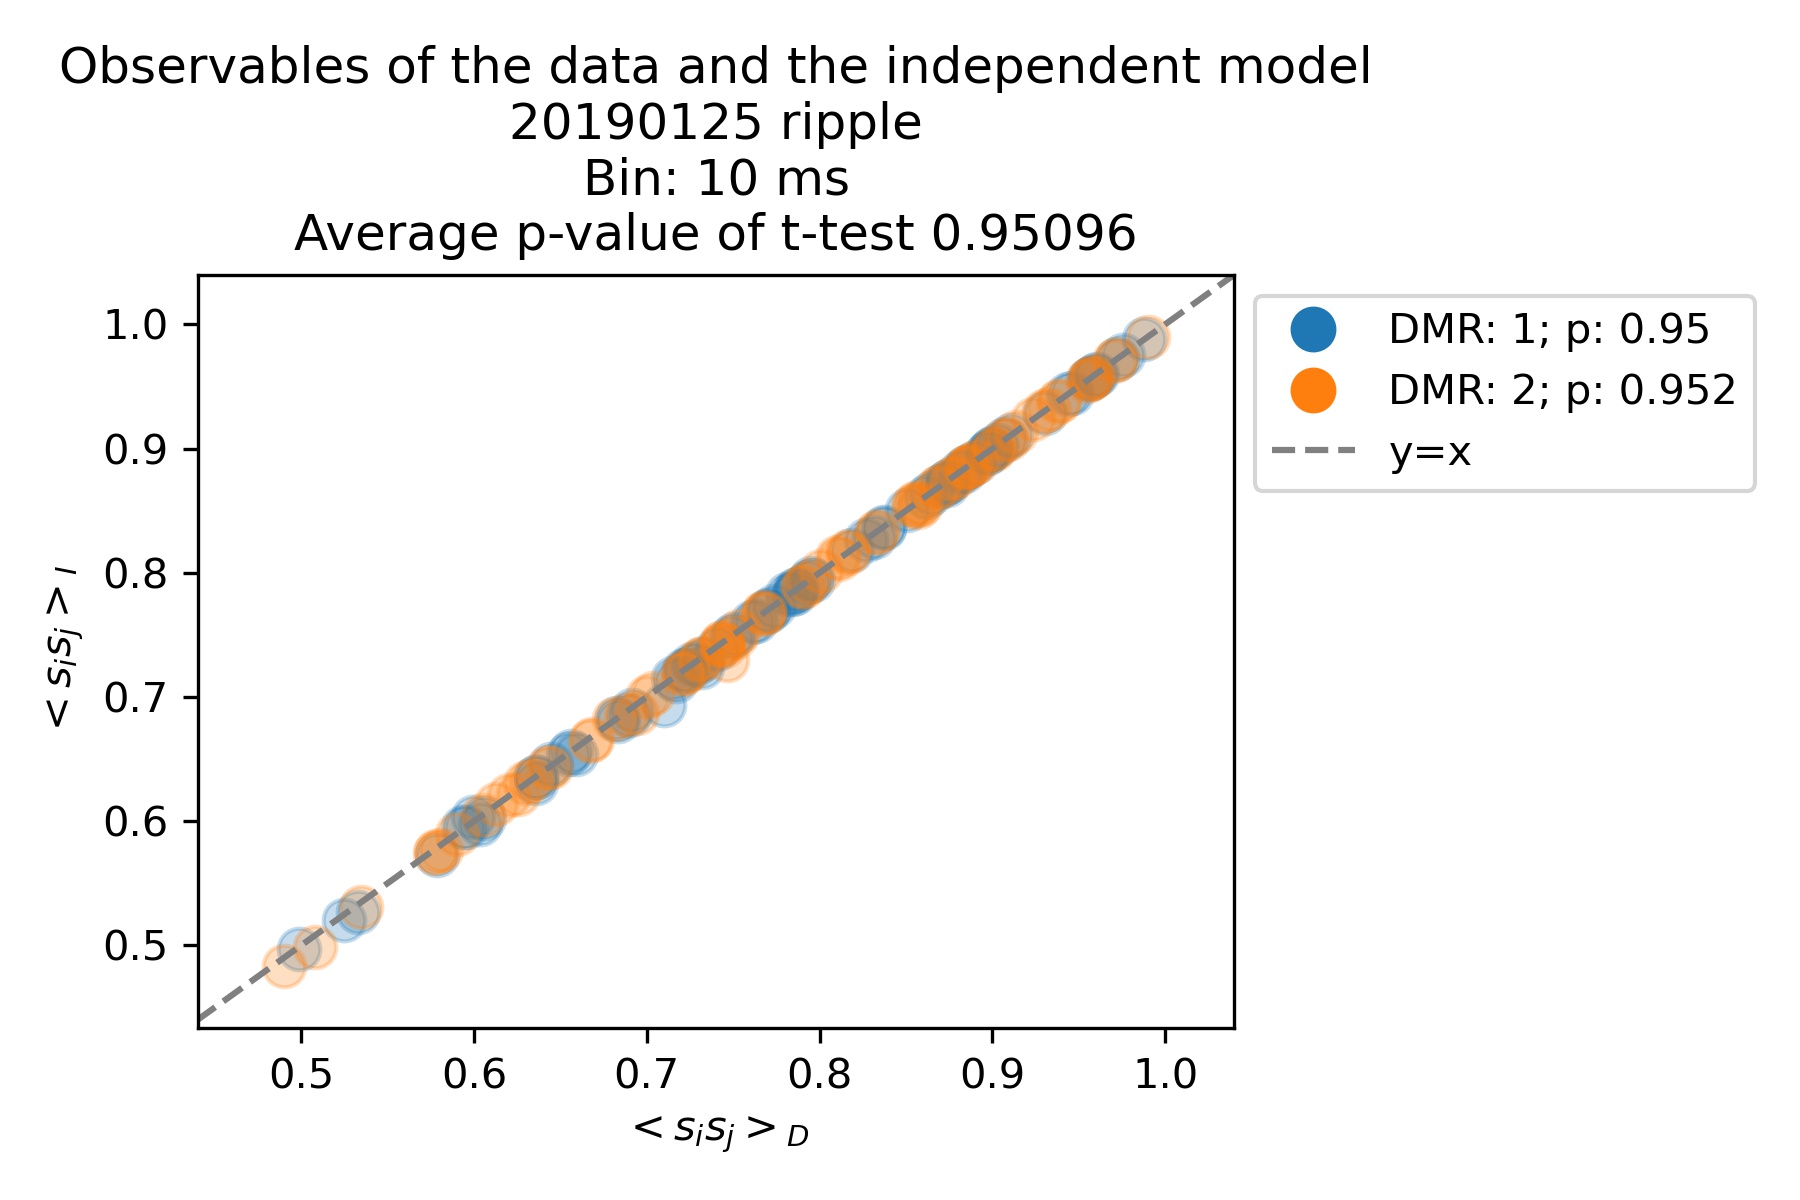 Observables of the data and the independent model
20190125 ripple
Bin: 10 ms
Average p-value of t-test 0.95096
DMR: 1; p: 0.95
DMR: 2; p: 0.952
y=x
1.0
0.9
0.8
0.7
0.6
0.5
< s_i s_j >_I
0.5 0.6 0.7 0.8 0.9 1.0
< s_i s_j >_D